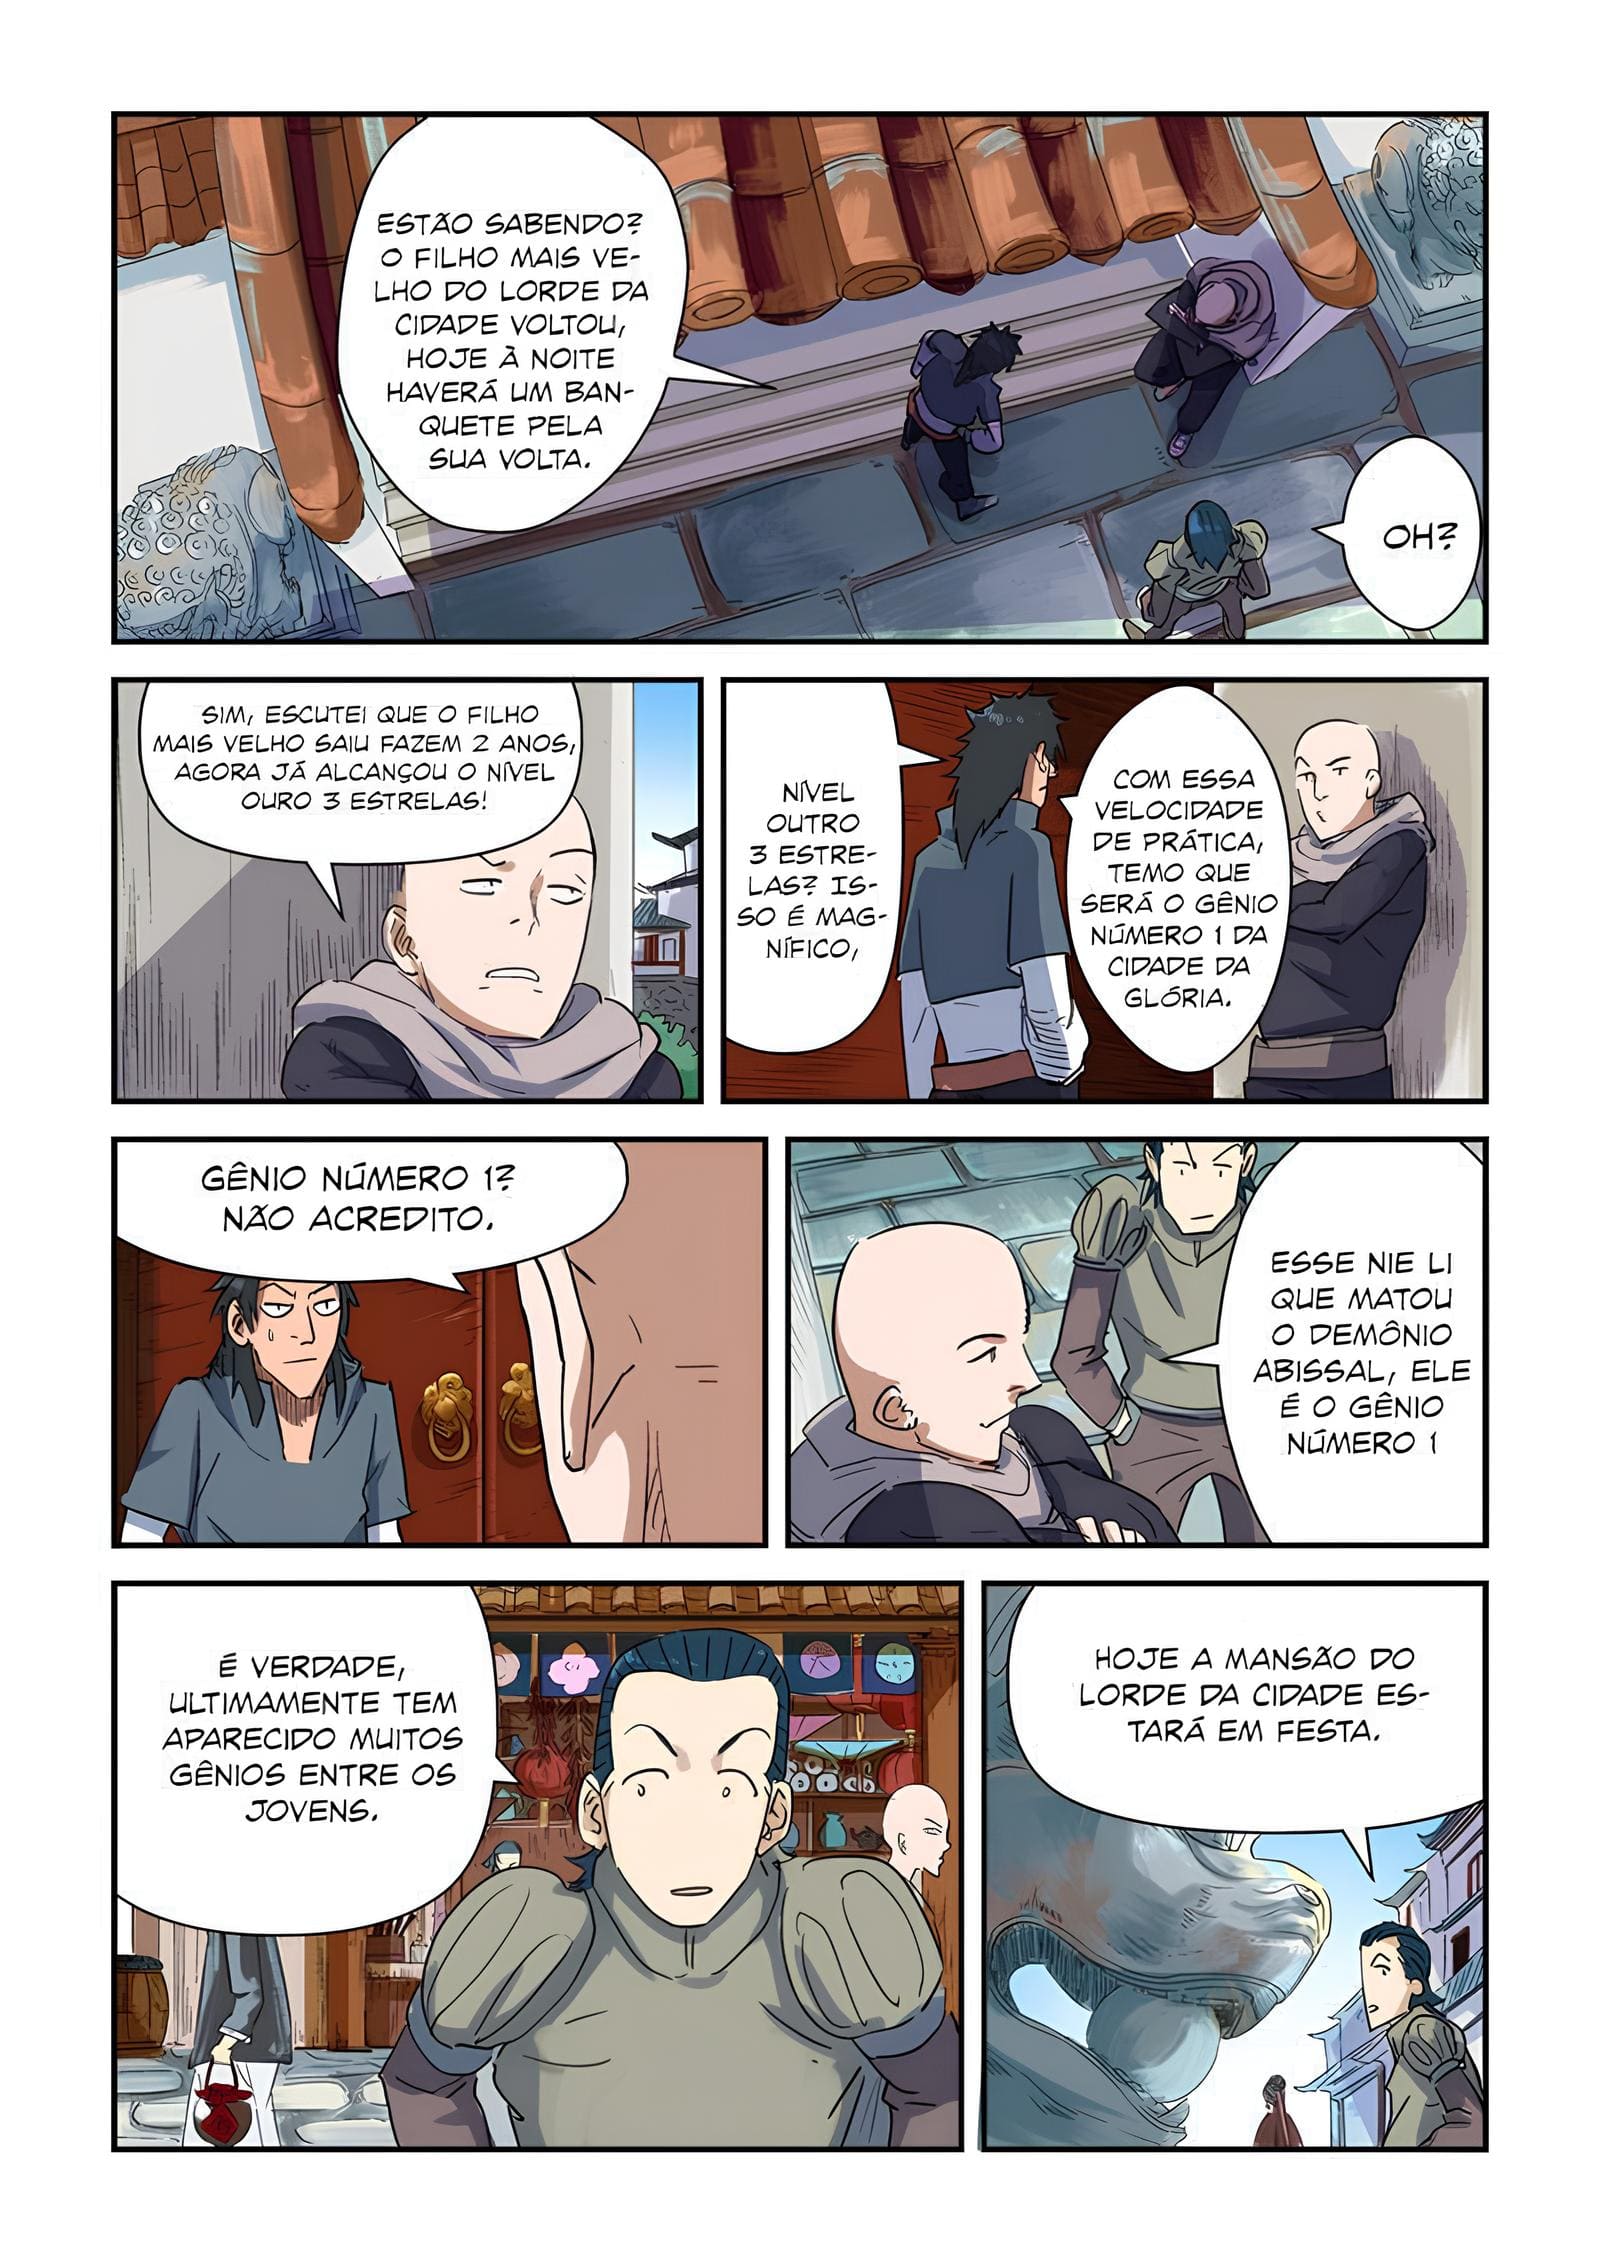 ESTÃO SABENDO?
O FILHO MAIS VE-
LHO DO LORDE DA
CIDADE VOLTOU,
HOJE À NOITE
HAVERÁ UM BAN-
QUETE PELA
SUA VOLTA.
OH?
SIM, ESCUTEI QUE O FILHO
MAIS VELHO SAIU FAZEM 2 ANOS,
AGORA JÁ ALCANÇOU O NÍVEL
OURO 3 ESTRELAS!
NÍVEL
OUTRO
3 ESTRE-
LAS? IS-
SO É MAG-
NÍFICO,
COM ESSA
VELOCIDADE
DE PRÁTICA,
TEMO QUE
SERÁ O GÊNIO
NÚMERO 1 DA
CIDADE DA
GLÓRIA.
GÊNIO NÚMERO 1?
NÃO ACREDITO.
ESSE NIE LI
QUE MATOU
O DEMÔNIO
ABISSAL, ELE
É O GÊNIO
NÚMERO 1
É VERDADE,
ULTIMAMENTE TEM
APARECIDO MUITOS
GÊNIOS ENTRE OS
JOVENS.
HOJE A MANSÃO DO
LORDE DA CIDADE ES-
TARÁ EM FESTA.